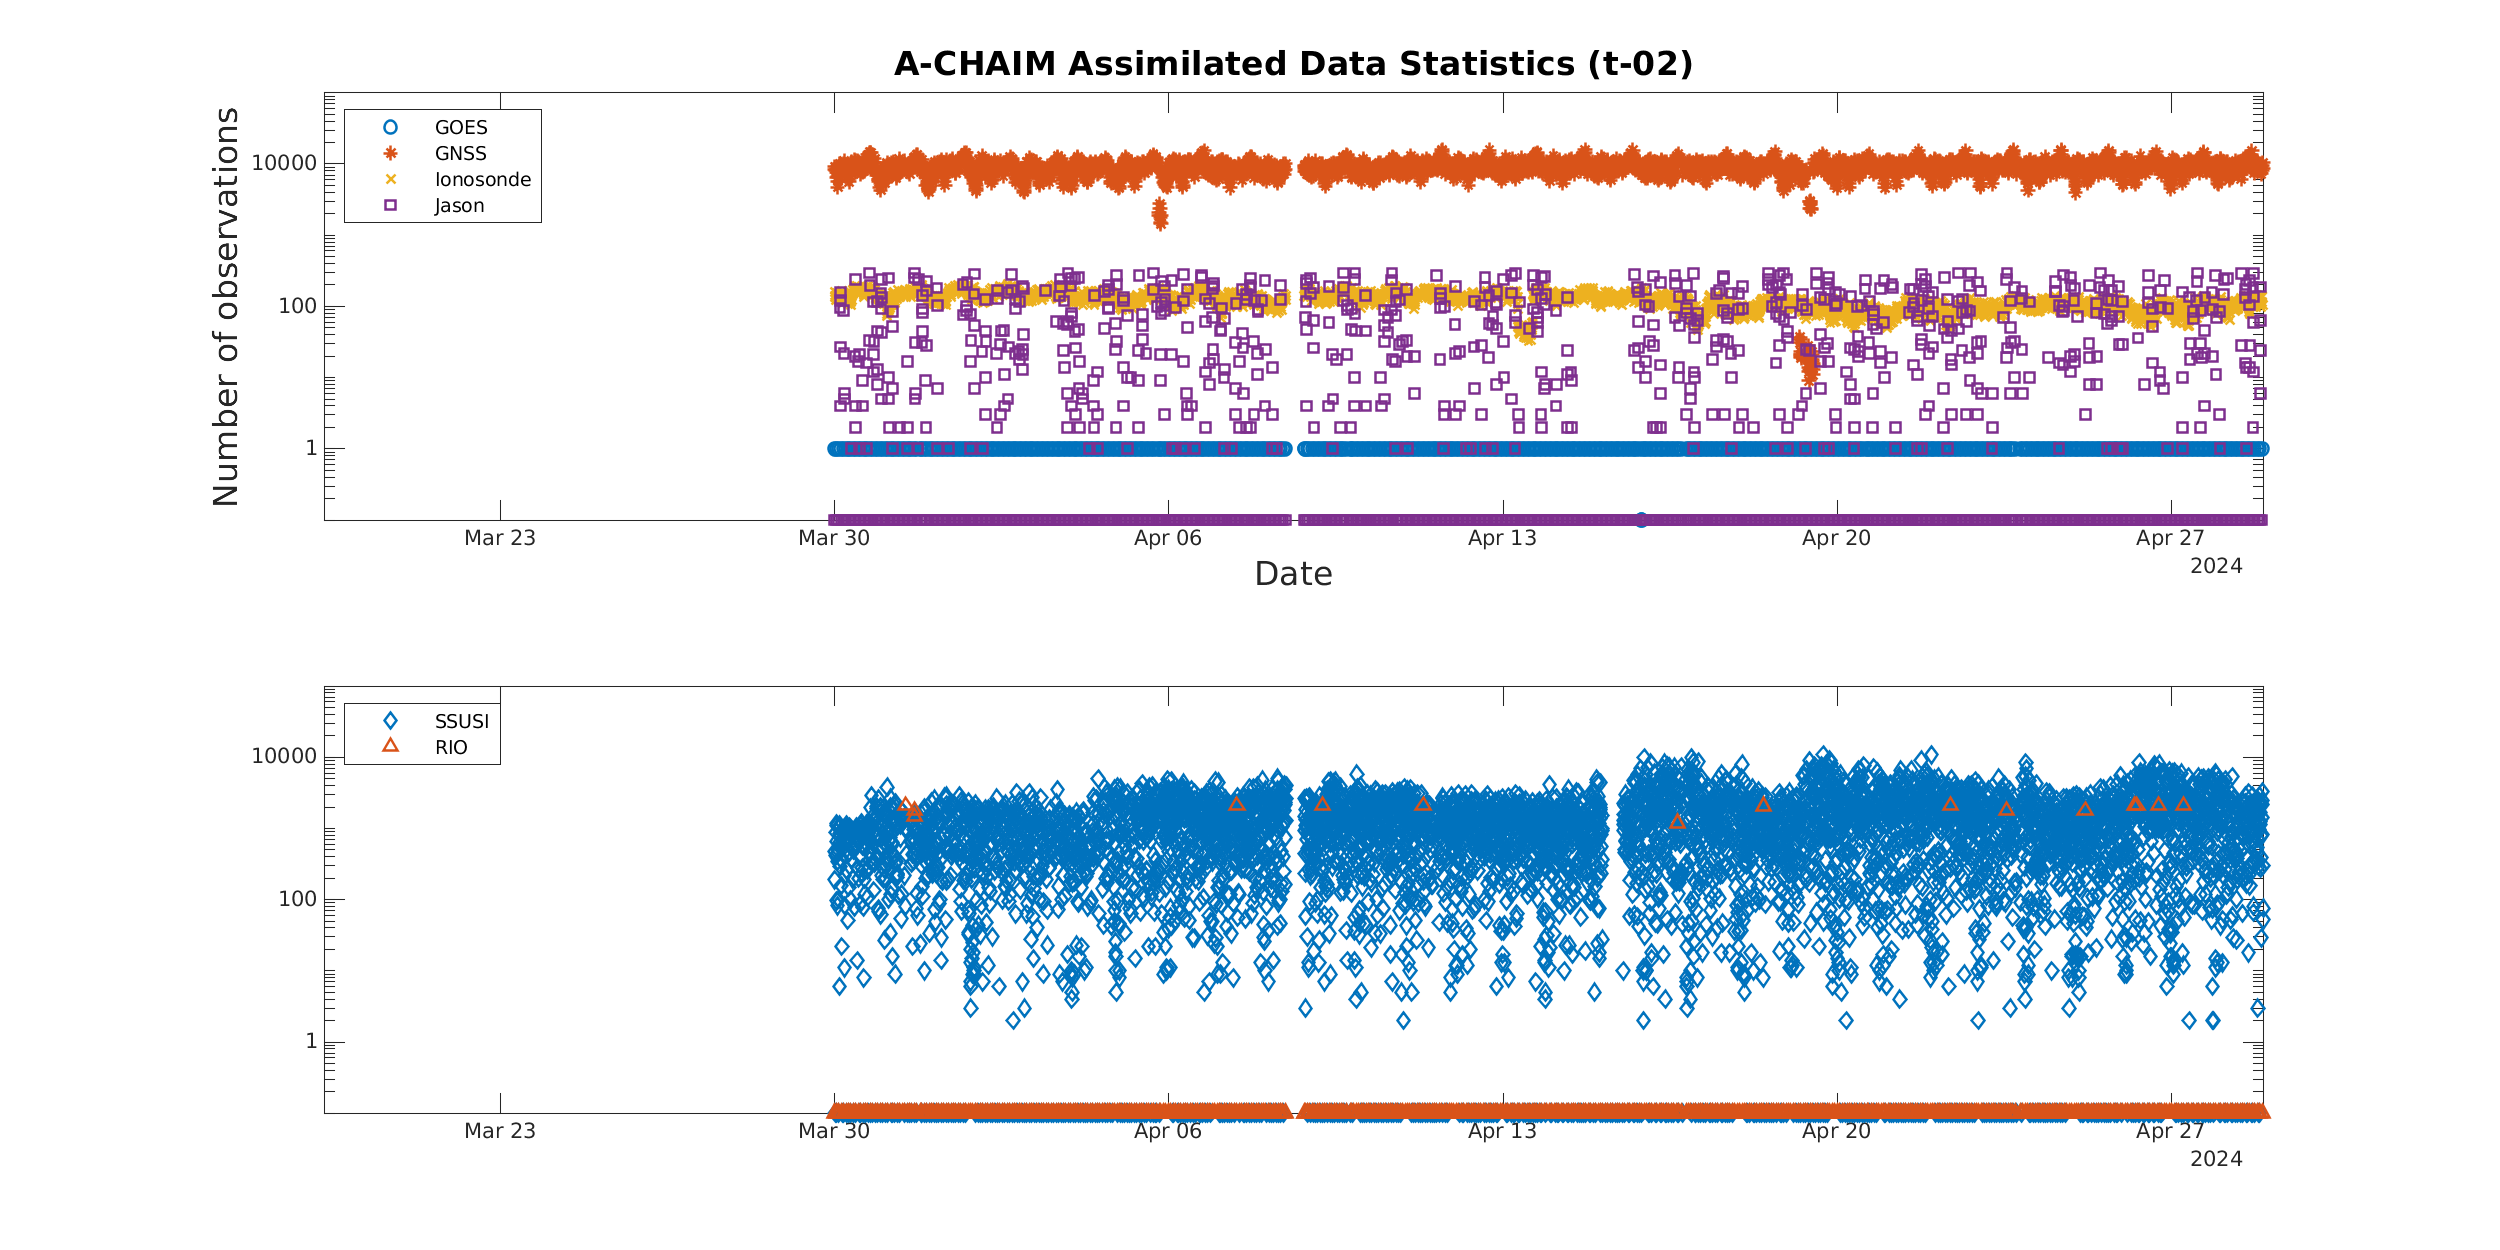 A-CHAIM Assimilated Data Statistics (t-02)
Number of observations
10000
100
1
GOES
GNSS
Ionosonde
Jason
Mar 23
Mar 30
Apr 06
Apr 13
Apr 20
Apr 27
2024
Date
10000
100
1
SSUSI
RIO
Mar 23
Mar 30
Apr 06
Apr 13
Apr 20
Apr 27
2024